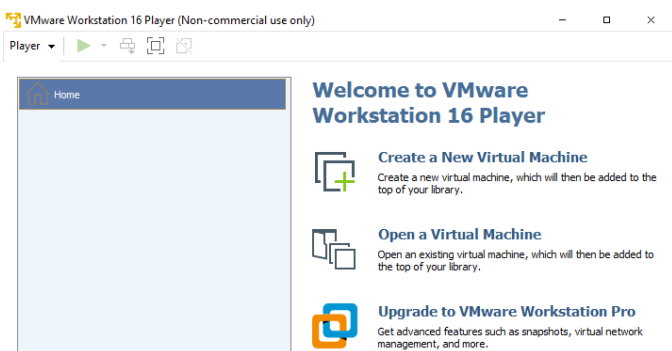 VMware Workstation 16 Player (Non-commercial use only)
Player
Home
Welcome to VMware
Workstation 16 Player
Create a New Virtual Machine
Create a new virtual machine, which will then be added to the
top of your library.
Open a Virtual Machine
Open an existing virtual machine, which will then be added to
the top of your library.
Upgrade to VMware Workstation Pro
Get advanced features such as snapshots, virtual network
management, and more.